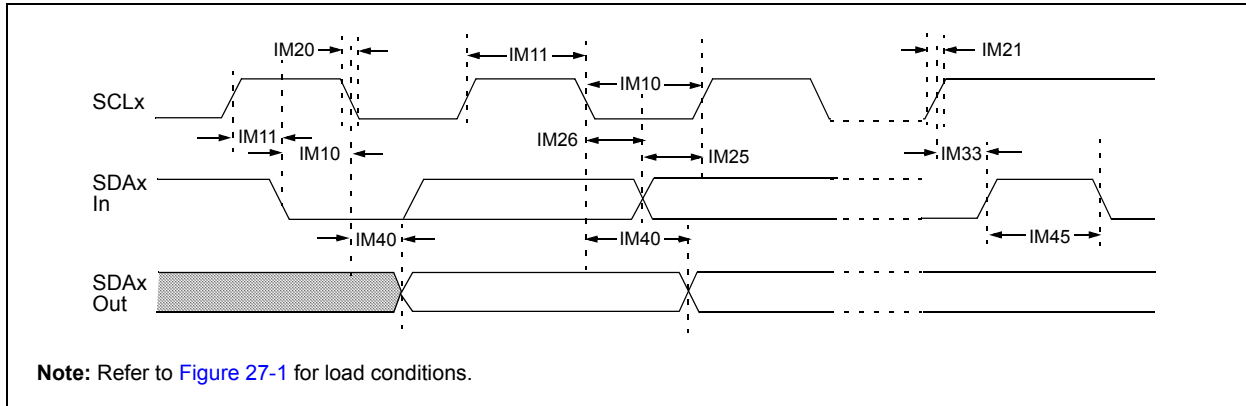 IM20
IM11
IM21
IM10
SCLx
IM11
IM26
IM10
IM25
IM33
SDAx
In
IM40
IM40
IM45
SDAx
Out
Note: Refer to Figure 27-1 for load conditions.